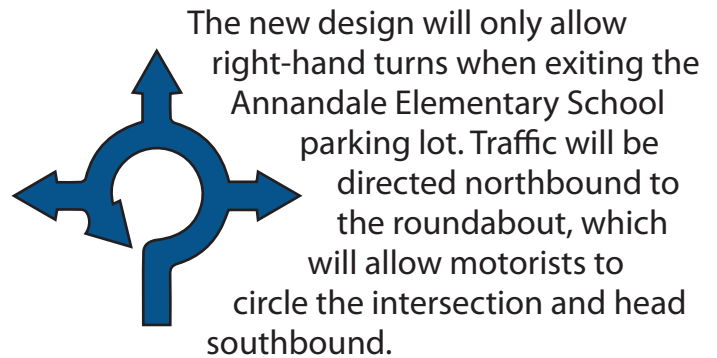 The new design will only allow
right-hand turns when exiting the
Annandale Elementary School
parking lot. Traffic will be
directed northbound to
the roundabout, which
will allow motorists to
circle the intersection and head
southbound.